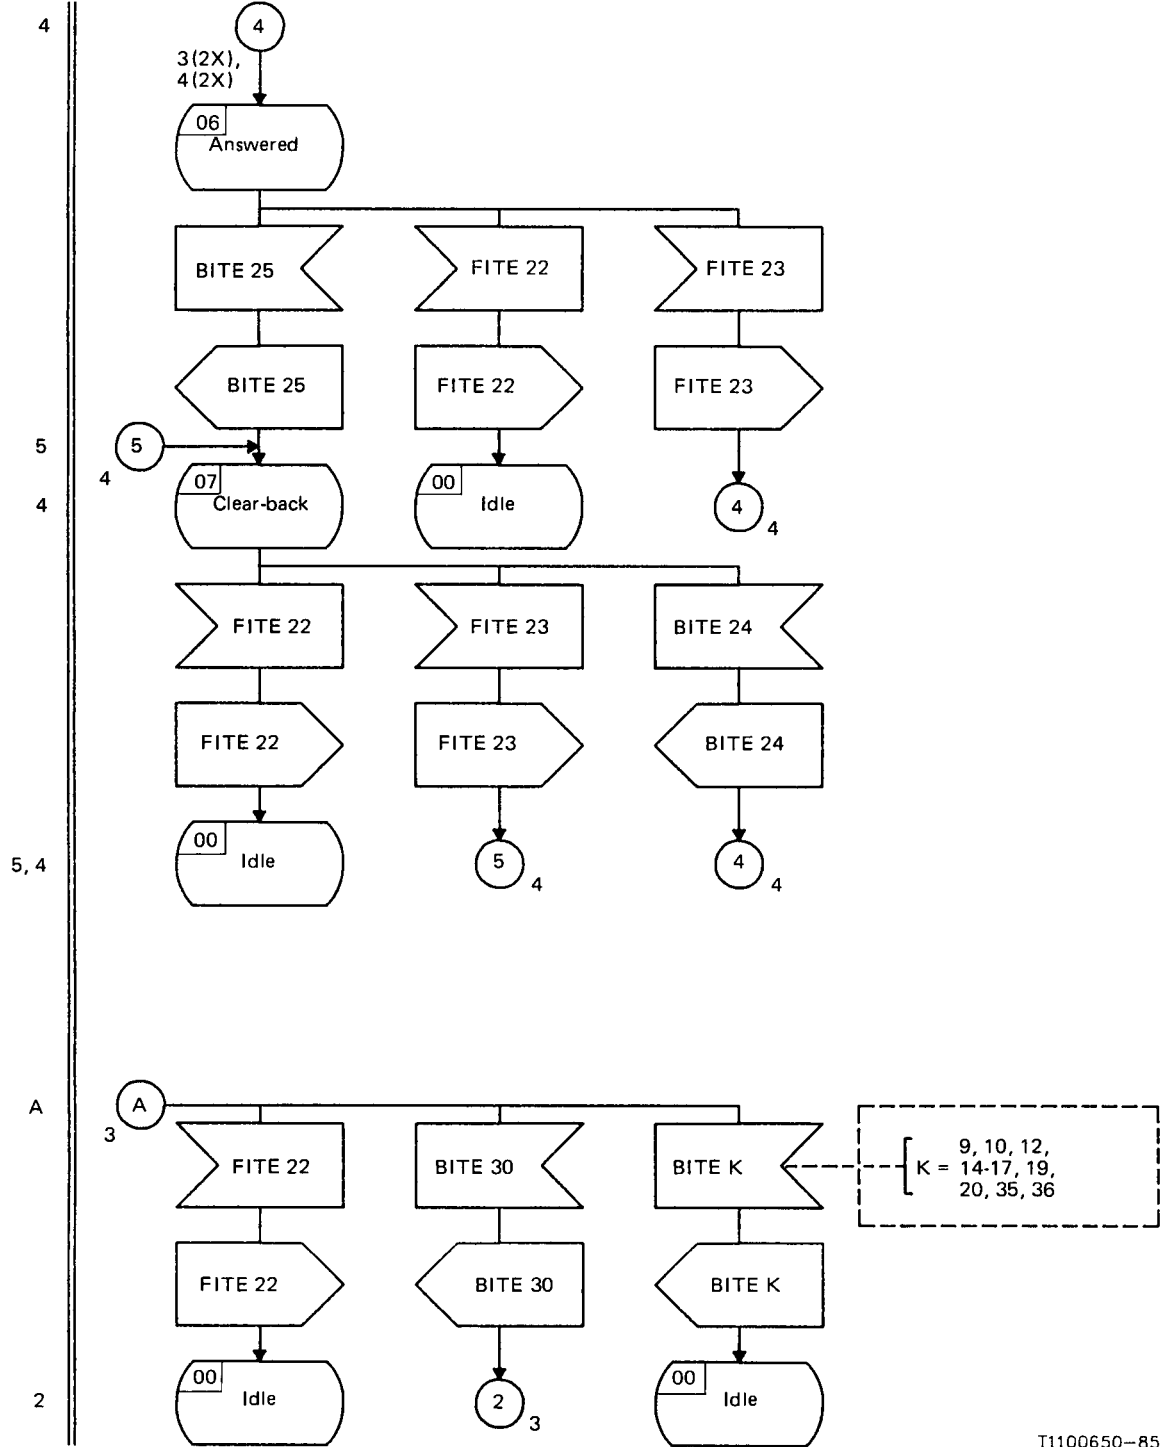 4
4
3(2X),
4(2X)
06
Answered
BITE 25
FITE 22
FITE 23
BITE 25
FITE 22
FITE 23
5
5
4
4
07
Clear-back
00
Idle
4
4
FITE 22
FITE 23
BITE 24
FITE 22
FITE 23
BITE 24
5, 4
00
Idle
5
4
4
4
A
A
3
FITE 22
BITE 30
BITE K
K = 9, 10, 12,
14-17, 19,
20, 35, 36
FITE 22
BITE 30
BITE K
2
00
Idle
2
3
00
Idle
T1100650-85